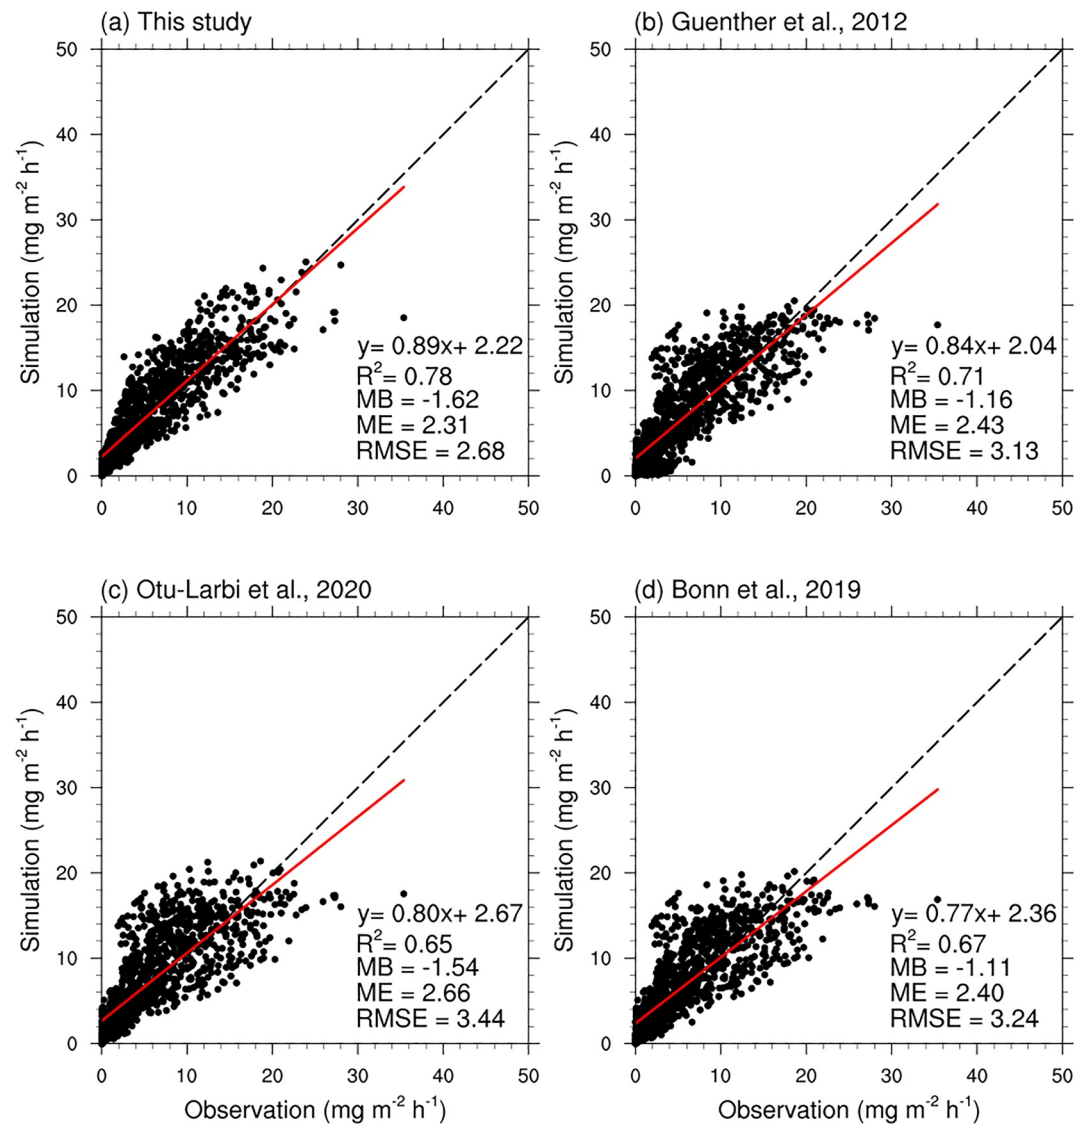 (a) This study
50
40
30
20
10
0
Simulation (mg m-2 h-1)
y= 0.89x+ 2.22
R2= 0.78
MB = -1.62
ME = 2.31
RMSE = 2.68
0 10 20 30 40 50
(b) Guenther et al., 2012
50
40
30
20
10
0
Simulation (mg m-2 h-1)
y= 0.84x+ 2.04
R2= 0.71
MB = -1.16
ME = 2.43
RMSE = 3.13
0 10 20 30 40 50
(c) Otu-Larbi et al., 2020
50
40
30
20
10
0
Simulation (mg m-2 h-1)
y= 0.80x+ 2.67
R2= 0.65
MB = -1.54
ME = 2.66
RMSE = 3.44
0 10 20 30 40 50
Observation (mg m-2 h-1)
(d) Bonn et al., 2019
50
40
30
20
10
0
Simulation (mg m-2 h-1)
y= 0.77x+ 2.36
R2= 0.67
MB = -1.11
ME = 2.40
RMSE = 3.24
0 10 20 30 40 50
Observation (mg m-2 h-1)